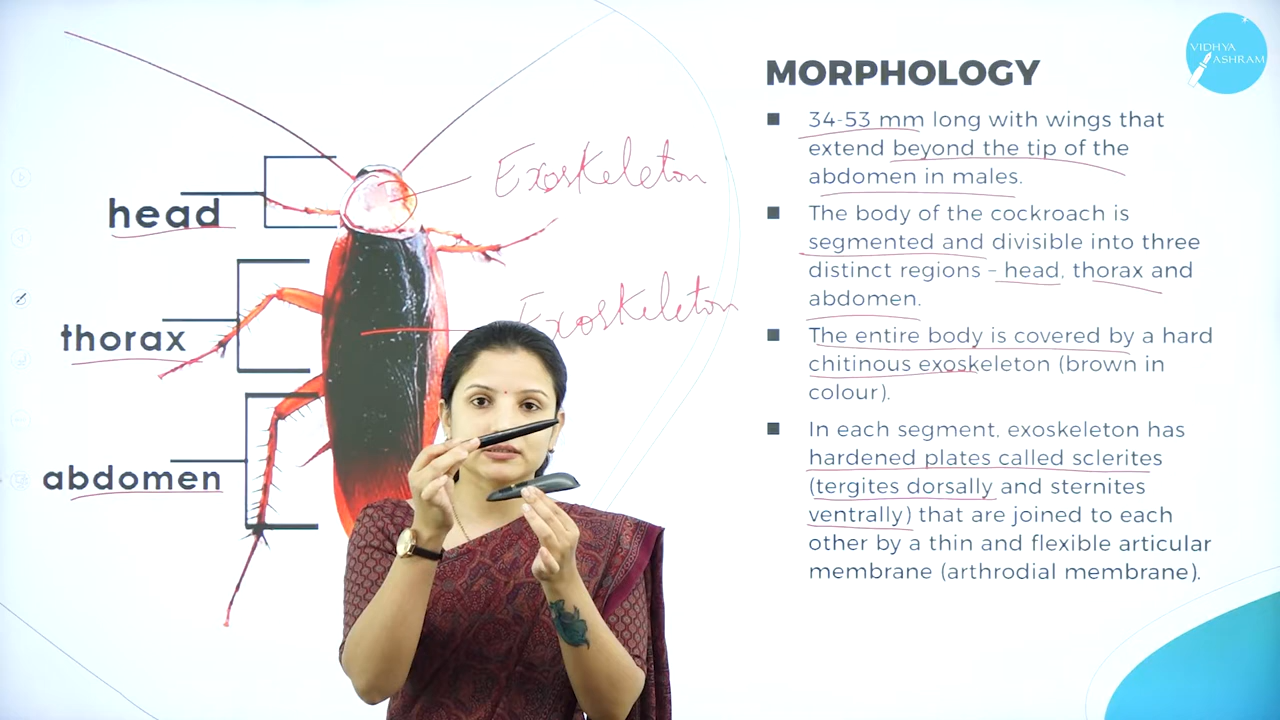 VIDHYA
ASHRAM
MORPHOLOGY
34-53 mm long with wings that
extend beyond the tip of the
abdomen in males.
The body of the cockroach is
segmented and divisible into three
distinct regions – head, thorax and
abdomen.
The entire body is covered by a hard
chitinous exoskeleton (brown in
colour).
In each segment, exoskeleton has
hardened plates called sclerites
(tergites dorsally and sternites
ventrally) that are joined to each
other by a thin and flexible articular
membrane (arthrodial membrane).
head
thorax
abdomen
Exoskeleton
Exoskeleton